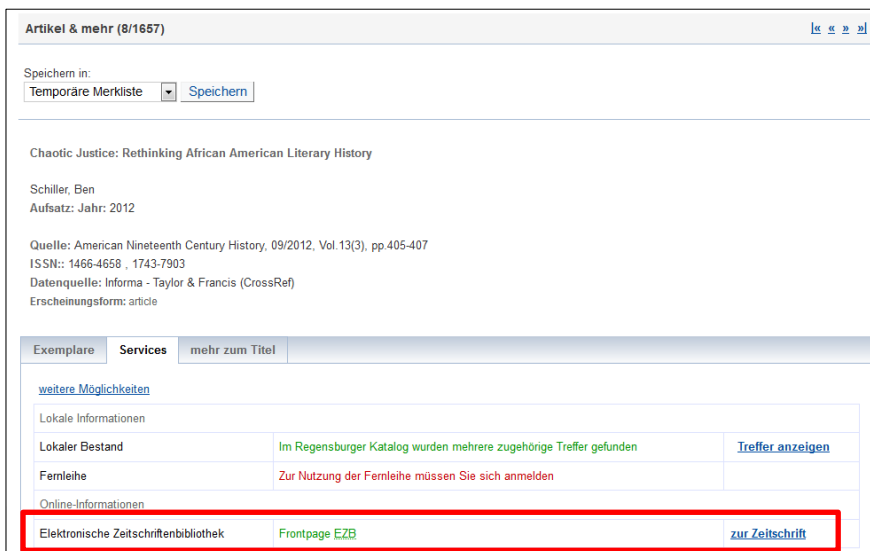 Artikel & mehr (8/1657) |« « » »|
Speichern in:
Temporäre Merkliste Speichern
Chaotic Justice: Rethinking African American Literary History
Schiller, Ben
Aufsatz: Jahr: 2012
Quelle: American Nineteenth Century History, 09/2012, Vol.13(3), pp.405-407
ISSN:: 1466-4658 , 1743-7903
Datenquelle: Informa - Taylor & Francis (CrossRef)
Erscheinungsform: article
Exemplare Services mehr zum Titel
weitere Möglichkeiten
Lokale Informationen
Lokaler Bestand Im Regensburger Katalog wurden mehrere zugehörige Treffer gefunden Treffer anzeigen
Fernleihe Zur Nutzung der Fernleihe müssen Sie sich anmelden
Online-Informationen
Elektronische Zeitschriftenbibliothek Frontpage EZB zur Zeitschrift